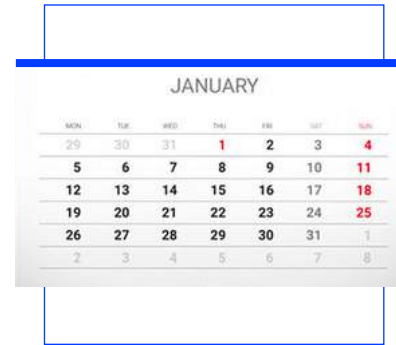 JANUARY
MON TUE WED THU FRI SAT SUN
29 30 31 1 2 3 4
5 6 7 8 9 10 11
12 13 14 15 16 17 18
19 20 21 22 23 24 25
26 27 28 29 30 31 1
2 3 4 5 6 7 8